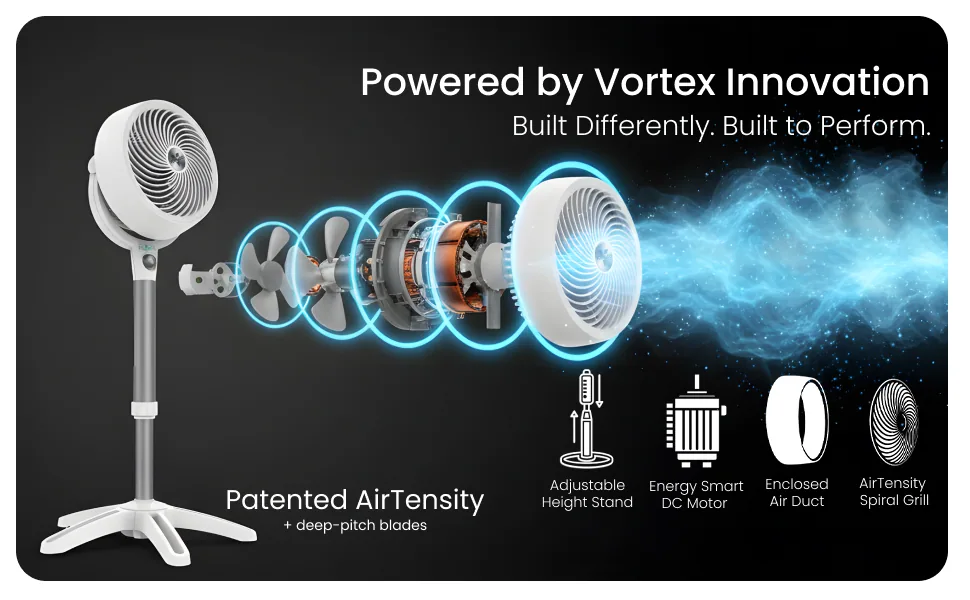 Powered by Vortex Innovation
Built Differently. Built to Perform.
Adjustable
Height Stand
Energy Smart
DC Motor
Enclosed
Air Duct
AirTensity
Spiral Grill
Patented AirTensity
+ deep-pitch blades